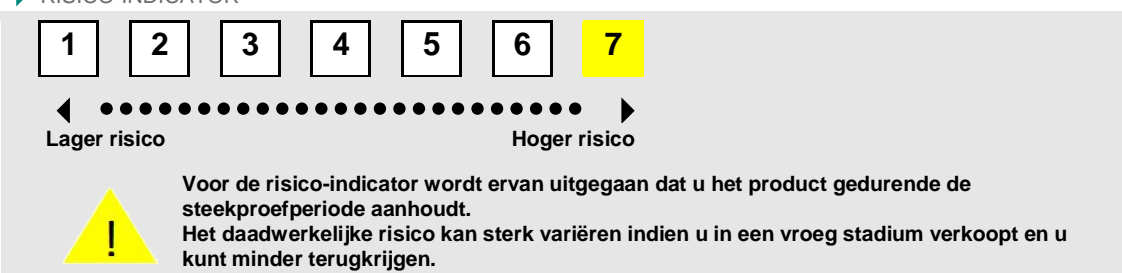 RISICO-INDICATOR
1 2 3 4 5 6 7
Lager risico Hoger risico
Voor de risico-indicator wordt ervan uitgegaan dat u het product gedurende de
steekproefperiode aanhoudt.
! Het daadwerkelijke risico kan sterk variëren indien u in een vroeg stadium verkoopt en u
kunt minder terugkrijgen.